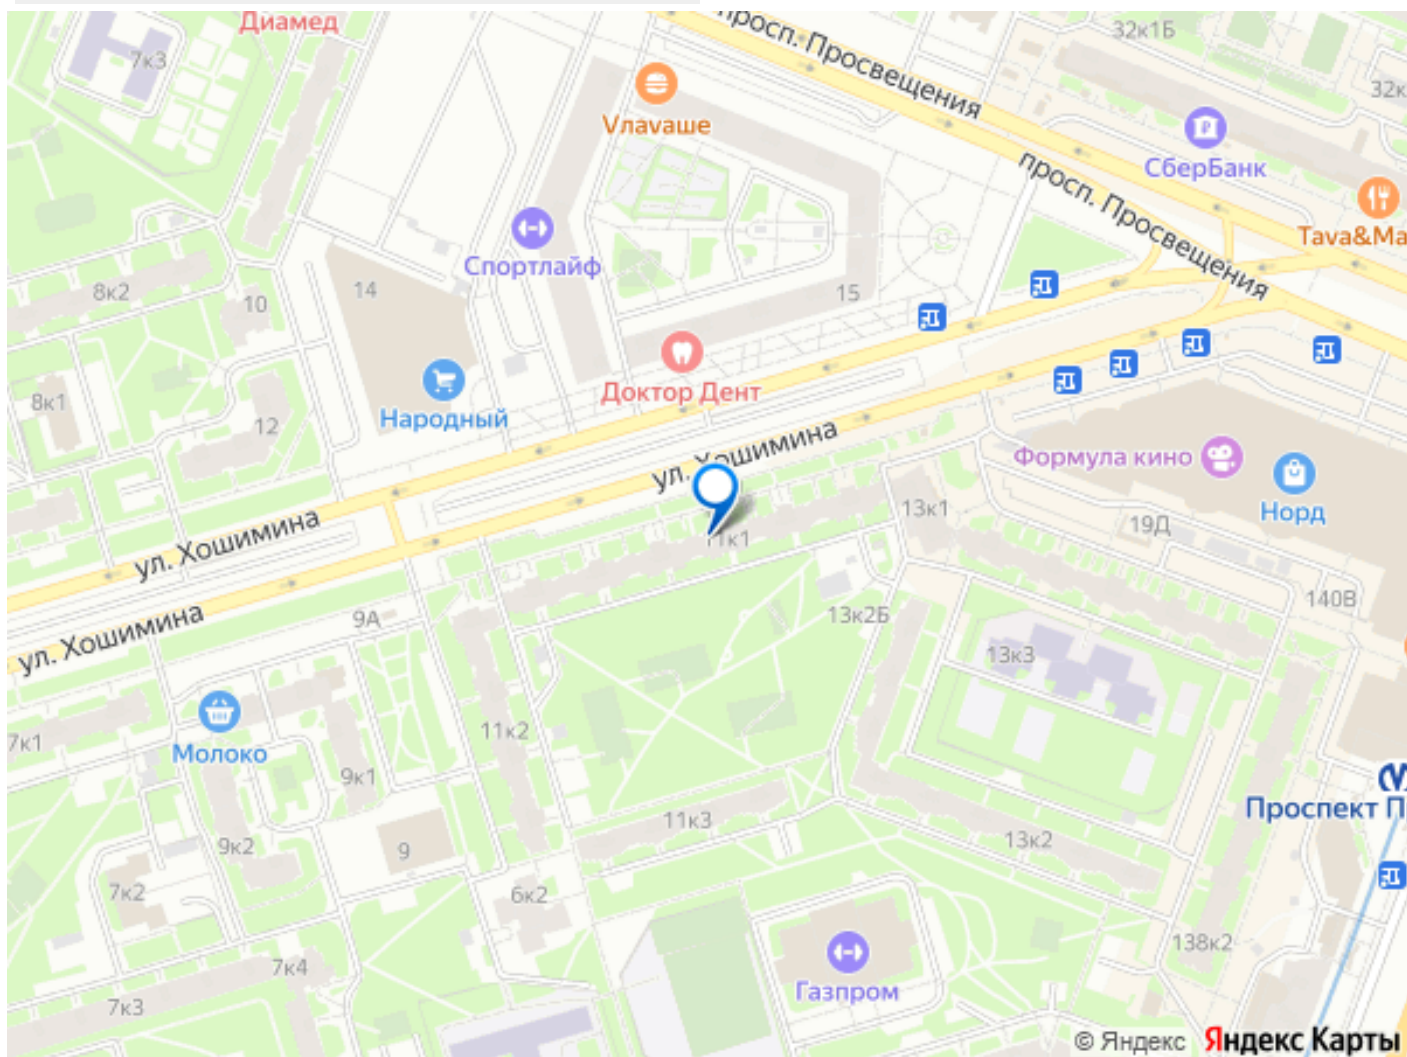 Диамед
просп. Просвещения
32к1Б
7к3
32к
Vлavaше
СберБанк
просп. Просвещения
Tava&Ma
Спортлайф
8к2
10
14
15
Доктор Дент
8к1
Народный
12
ул. Хошимина
Формула кино
Норд
13к1
19Д
11к1
ул. Хошимина
140В
9А
13к2Б
ул. Хошимина
13к3
7к1
Молоко
11к2
9к1
Проспект П
11к3
13к2
9к2
9
7к2
6к2
138к2
7к4
Газпром
7к3
© Яндекс Яндекс Карты